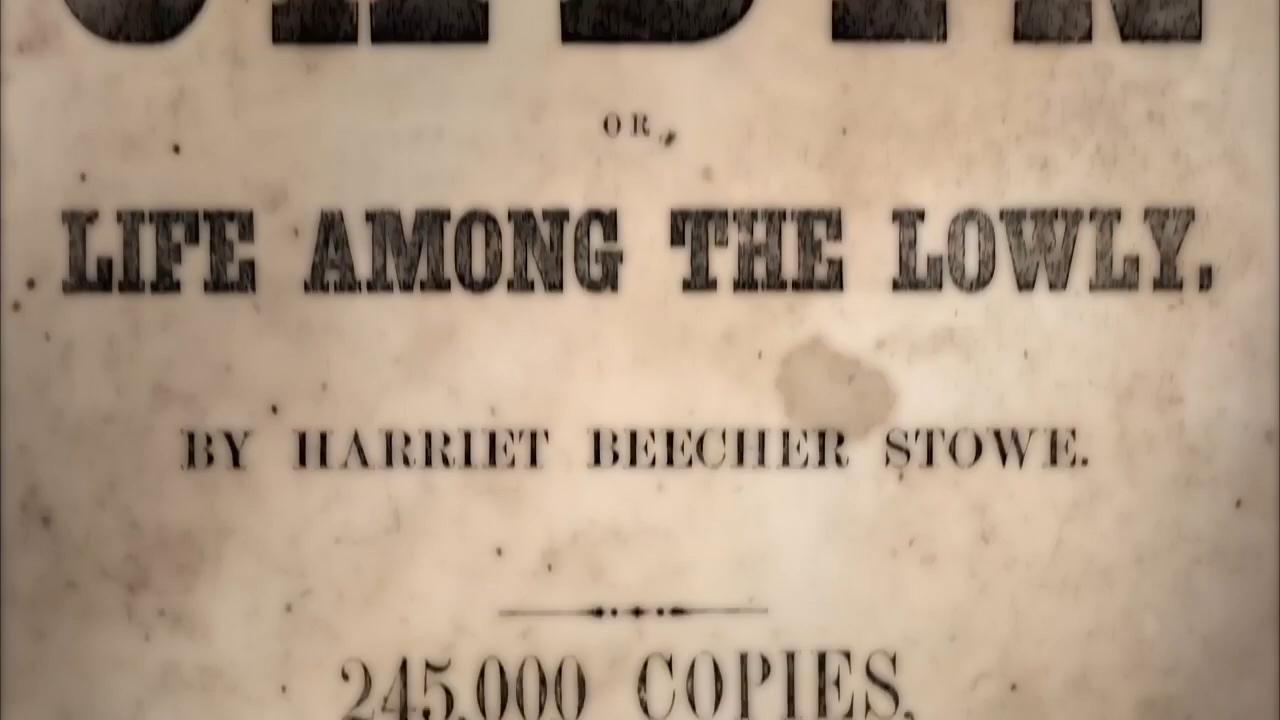 OR,
LIFE AMONG THE LOWLY.
BY HARRIET BEECHER STOWE.
245,000 COPIES,